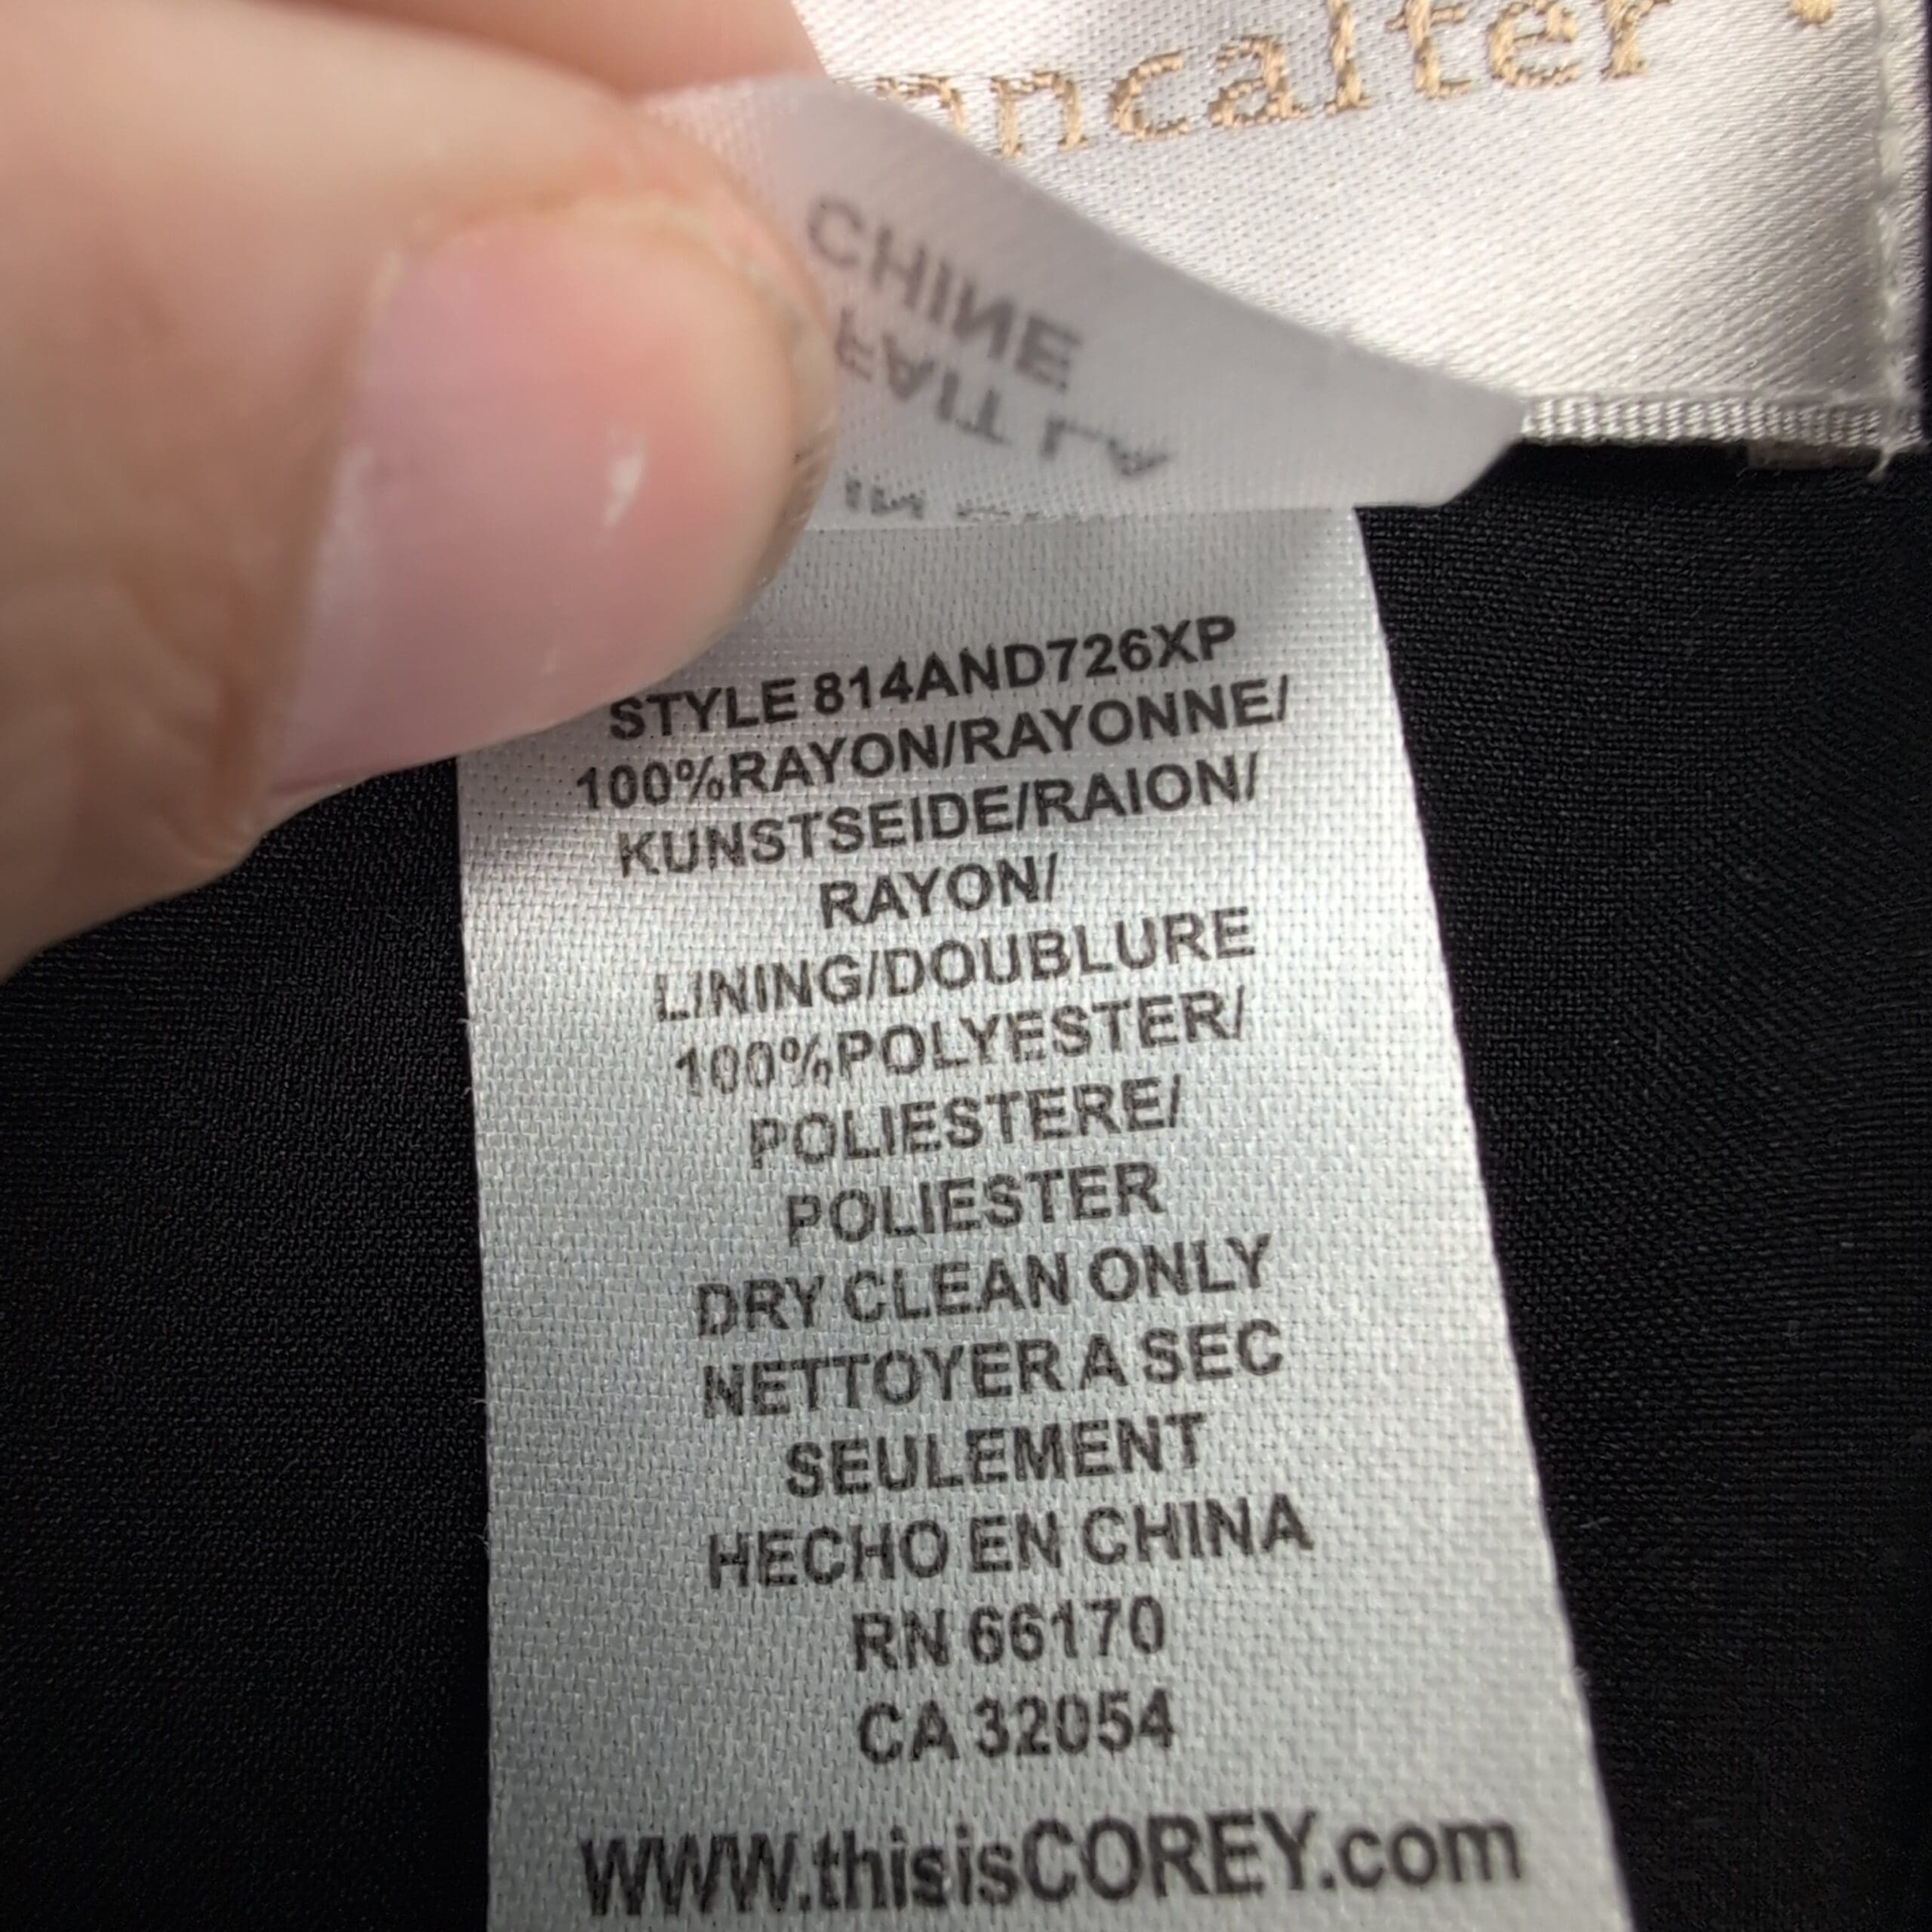 CHINE
FAIT
STYLE 814AND726XP
100%RAYON/RAYONNE/
KUNSTSEIDE/RAION/
RAYON/
LINING/DOUBLURE
100%POLYESTER/
POLIESTERE/
POLIESTER
DRY CLEAN ONLY
NETTOYER A SEC
SEULEMENT
HECHO EN CHINA
RN 66170
CA 32054
WWW.thisisCOREY.com